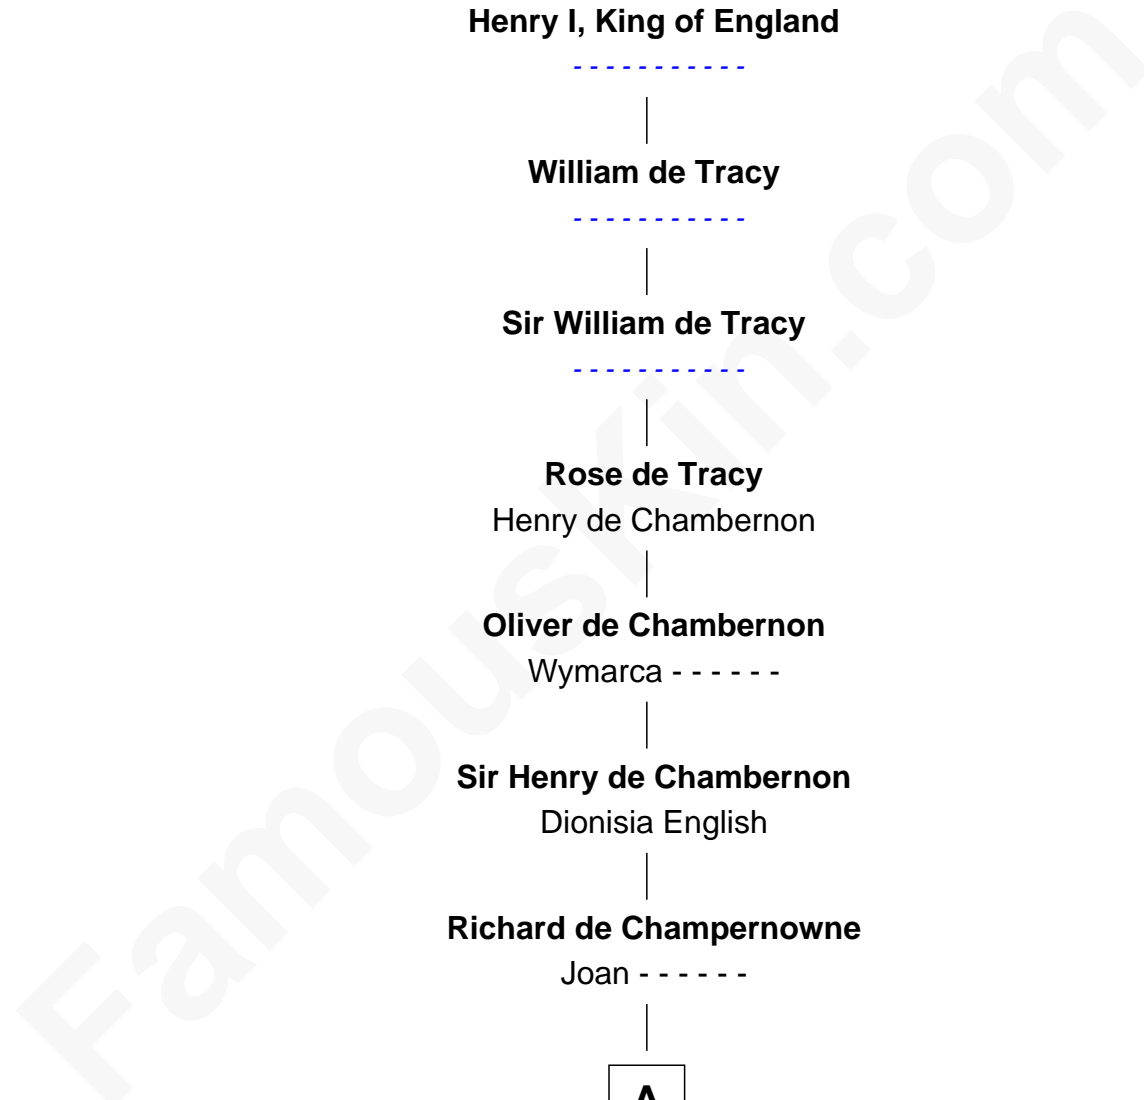 Henry I, King of England
- - - - - - - - - - -
William de Tracy
- - - - - - - - - - -
Sir William de Tracy
- - - - - - - - - - -
Rose de Tracy
Henry de Chambernon
Oliver de Chambernon
Wymarca - - - - - -
Sir Henry de Chambernon
Dionisia English
Richard de Champernowne
Joan - - - - - -
A
FamousKin.com